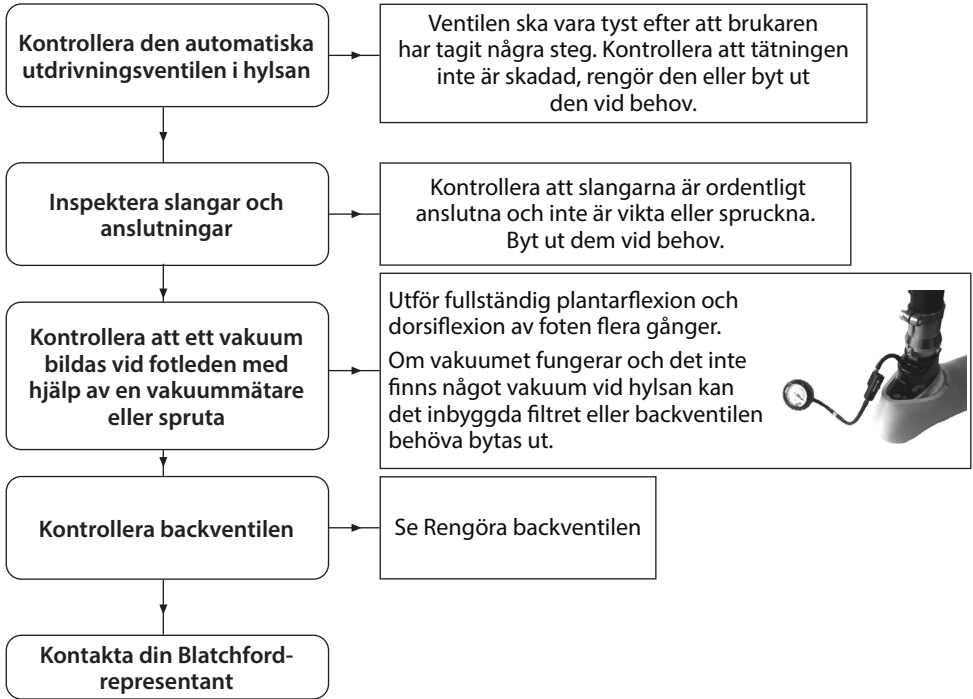 Kontrollera den automatiska
utdrivningsventilen i hylsan
Ventilen ska vara tyst efter att brukaren
har tagit några steg. Kontrollera att tätningen
inte är skadad, rengör den eller byt ut
den vid behov.
Inspektera slangar och
anslutningar
Kontrollera att slangarna är ordentligt
anslutna och inte är vikta eller spruckna.
Byt ut dem vid behov.
Kontrollera att ett vakuum
bildas vid fotleden med
hjälp av en vakuummätare
eller spruta
Utför fullständig plantarflexion och
dorsiflexion av foten flera gånger.
Om vakuumet fungerar och det inte
finns något vakuum vid hylsan kan
det inbyggda filtret eller backventilen
behöva bytas ut.
Kontrollera backventilen
Se Rengöra backventilen
Kontakta din Blatchford-
representant